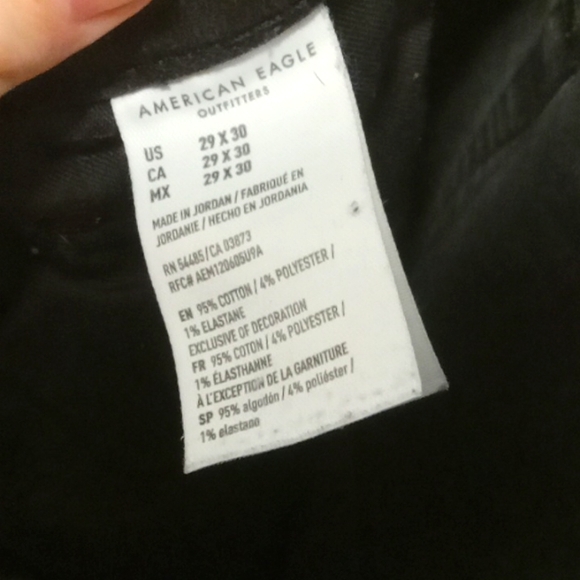 AMERICAN EAGLE
OUTFITTERS
US 29 X 30
CA 29 X 30
MX 29 X 30
MADE IN JORDAN / FABRIQUÉ EN
JORDANIE / HECHO EN JORDANIA
RN 54485/CA 03873
RFC# AEM120605U9A
EN 95% COTTON / 4% POLYESTER /
1% ELASTANE
EXCLUSIVE OF DECORATION
FR 95% COTON / 4% POLYESTER /
1% ÉLASTHANNE
À L'EXCEPTION DE LA GARNITURE
SP 95% algodón / 4% poliéster /
1% elastano